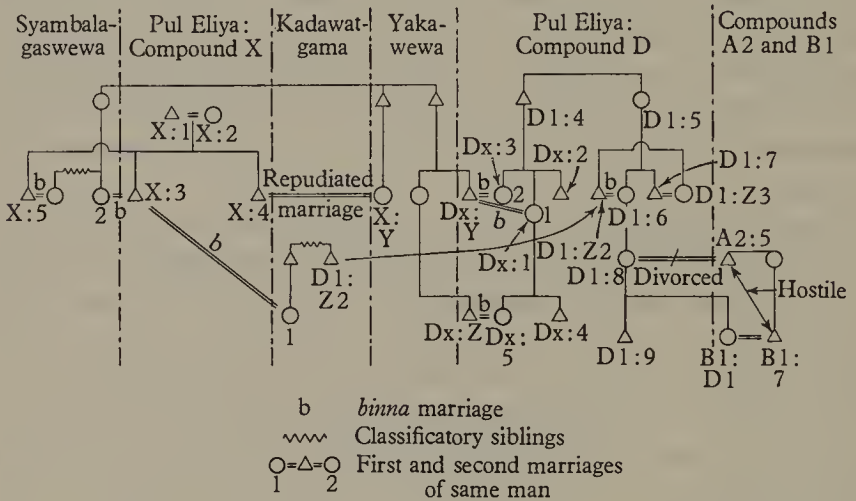 Syambala-
gaswewa
Pul Eliya:
Compound X
Kadawat-
gama
Yaka-
wewa
Pul Eliya:
Compound D
Compounds
A2 and B1
X:1
X:2
D1:4
D1:5
Dx:3
Dx:2
D1:7
X:5
b
2
b
X:3
X:4
Repudiated
marriage
X:
Y
b
2
Dx:
Y
b
1
Dx:1
D1:Z2
b
D1:6
D1:Z3
b
D1:
Z2
1
D1:8
Divorced
A2:5
Hostile
Dx:Z
b
Dx:
5
Dx:4
D1:9
B1:
D1
B1:
7
b binna marriage
Classificatory siblings
First and second marriages
1 2 of same man